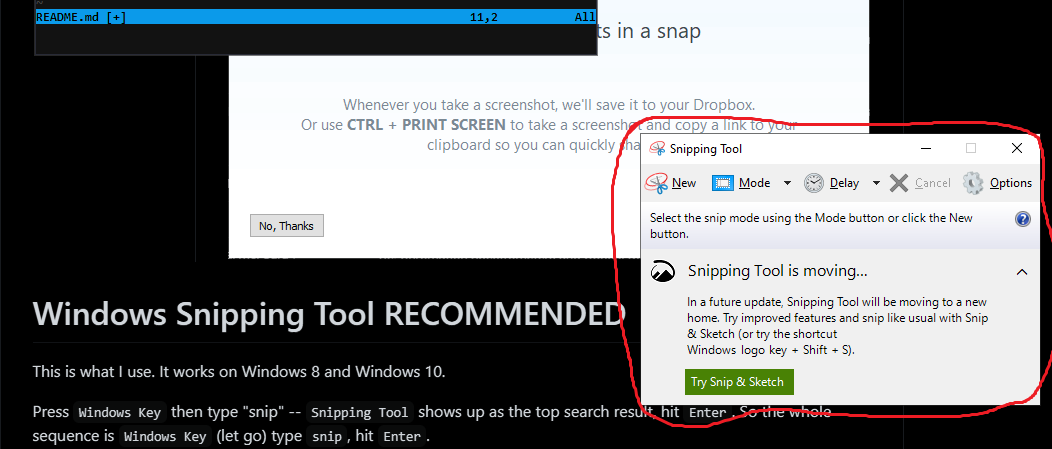 README.md [+] 11,2 All
ts in a snap
Whenever you take a screenshot, we'll save it to your Dropbox.
Or use CTRL + PRINT SCREEN to take a screenshot and copy a link to your
clipboard so you can quickly
No, Thanks
Snipping Tool
New Mode Delay Cancel Options
Select the snip mode using the Mode button or click the New
button.
Snipping Tool is moving...
In a future update, Snipping Tool will be moving to a new
home. Try improved features and snip like usual with Snip
& Sketch (or try the shortcut
Windows logo key + Shift + S).
Try Snip & Sketch
Windows Snipping Tool RECOMMENDED
This is what I use. It works on Windows 8 and Windows 10.
Press Windows Key then type "snip" -- Snipping Tool shows up as the top search result, hit Enter. So the whole
sequence is Windows Key (let go) type snip, hit Enter.